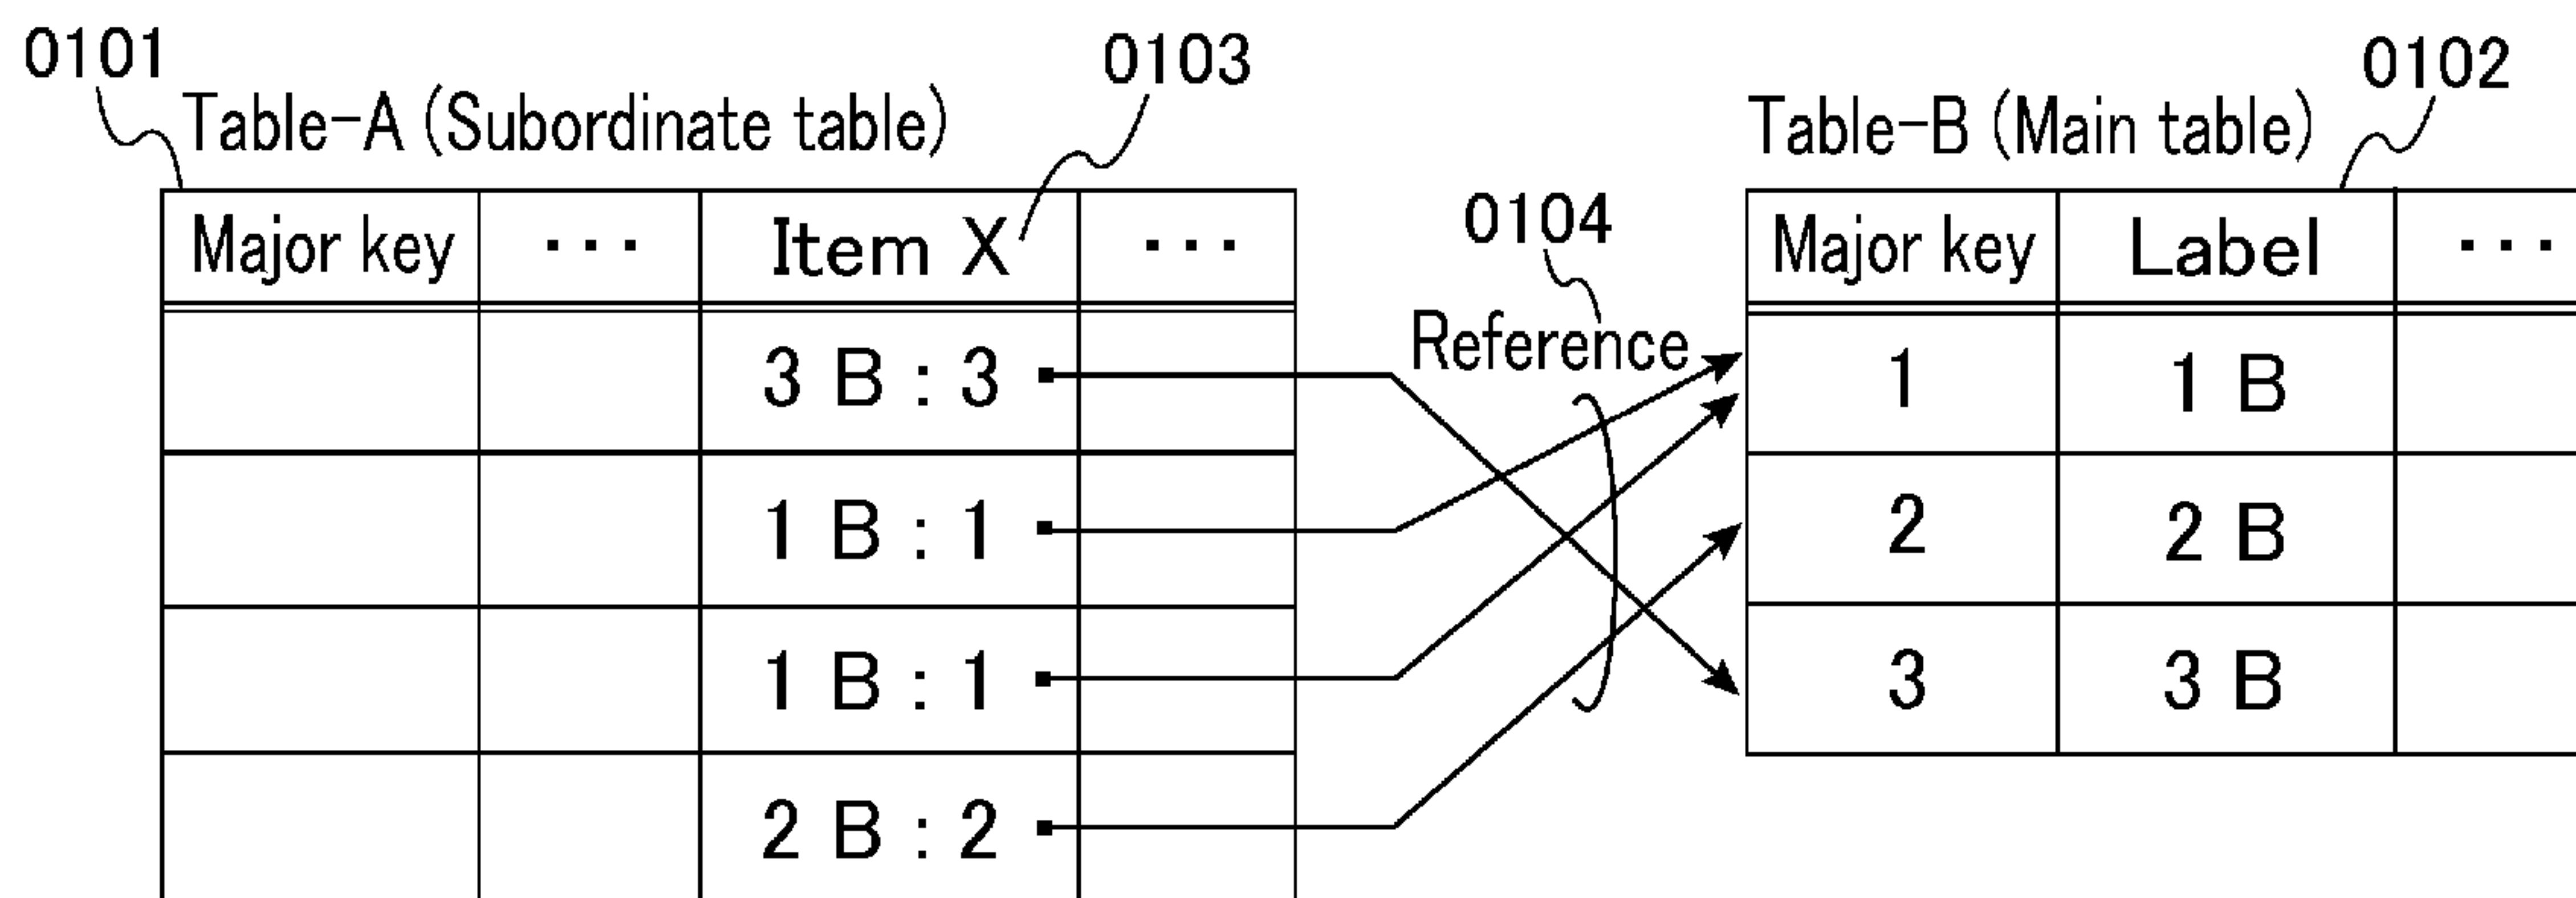 0101
0103
0102
Table-A (Subordinate table)
Table-B (Main table)
0104
Major key ··· Item X ···
Major key Label ···
Reference
3 B : 3
1 1 B
1 B : 1
2 2 B
1 B : 1
3 3 B
2 B : 2